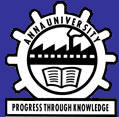 ANNA UNIVERSITY
PROGRESS THROUGH KNOWLEDGE